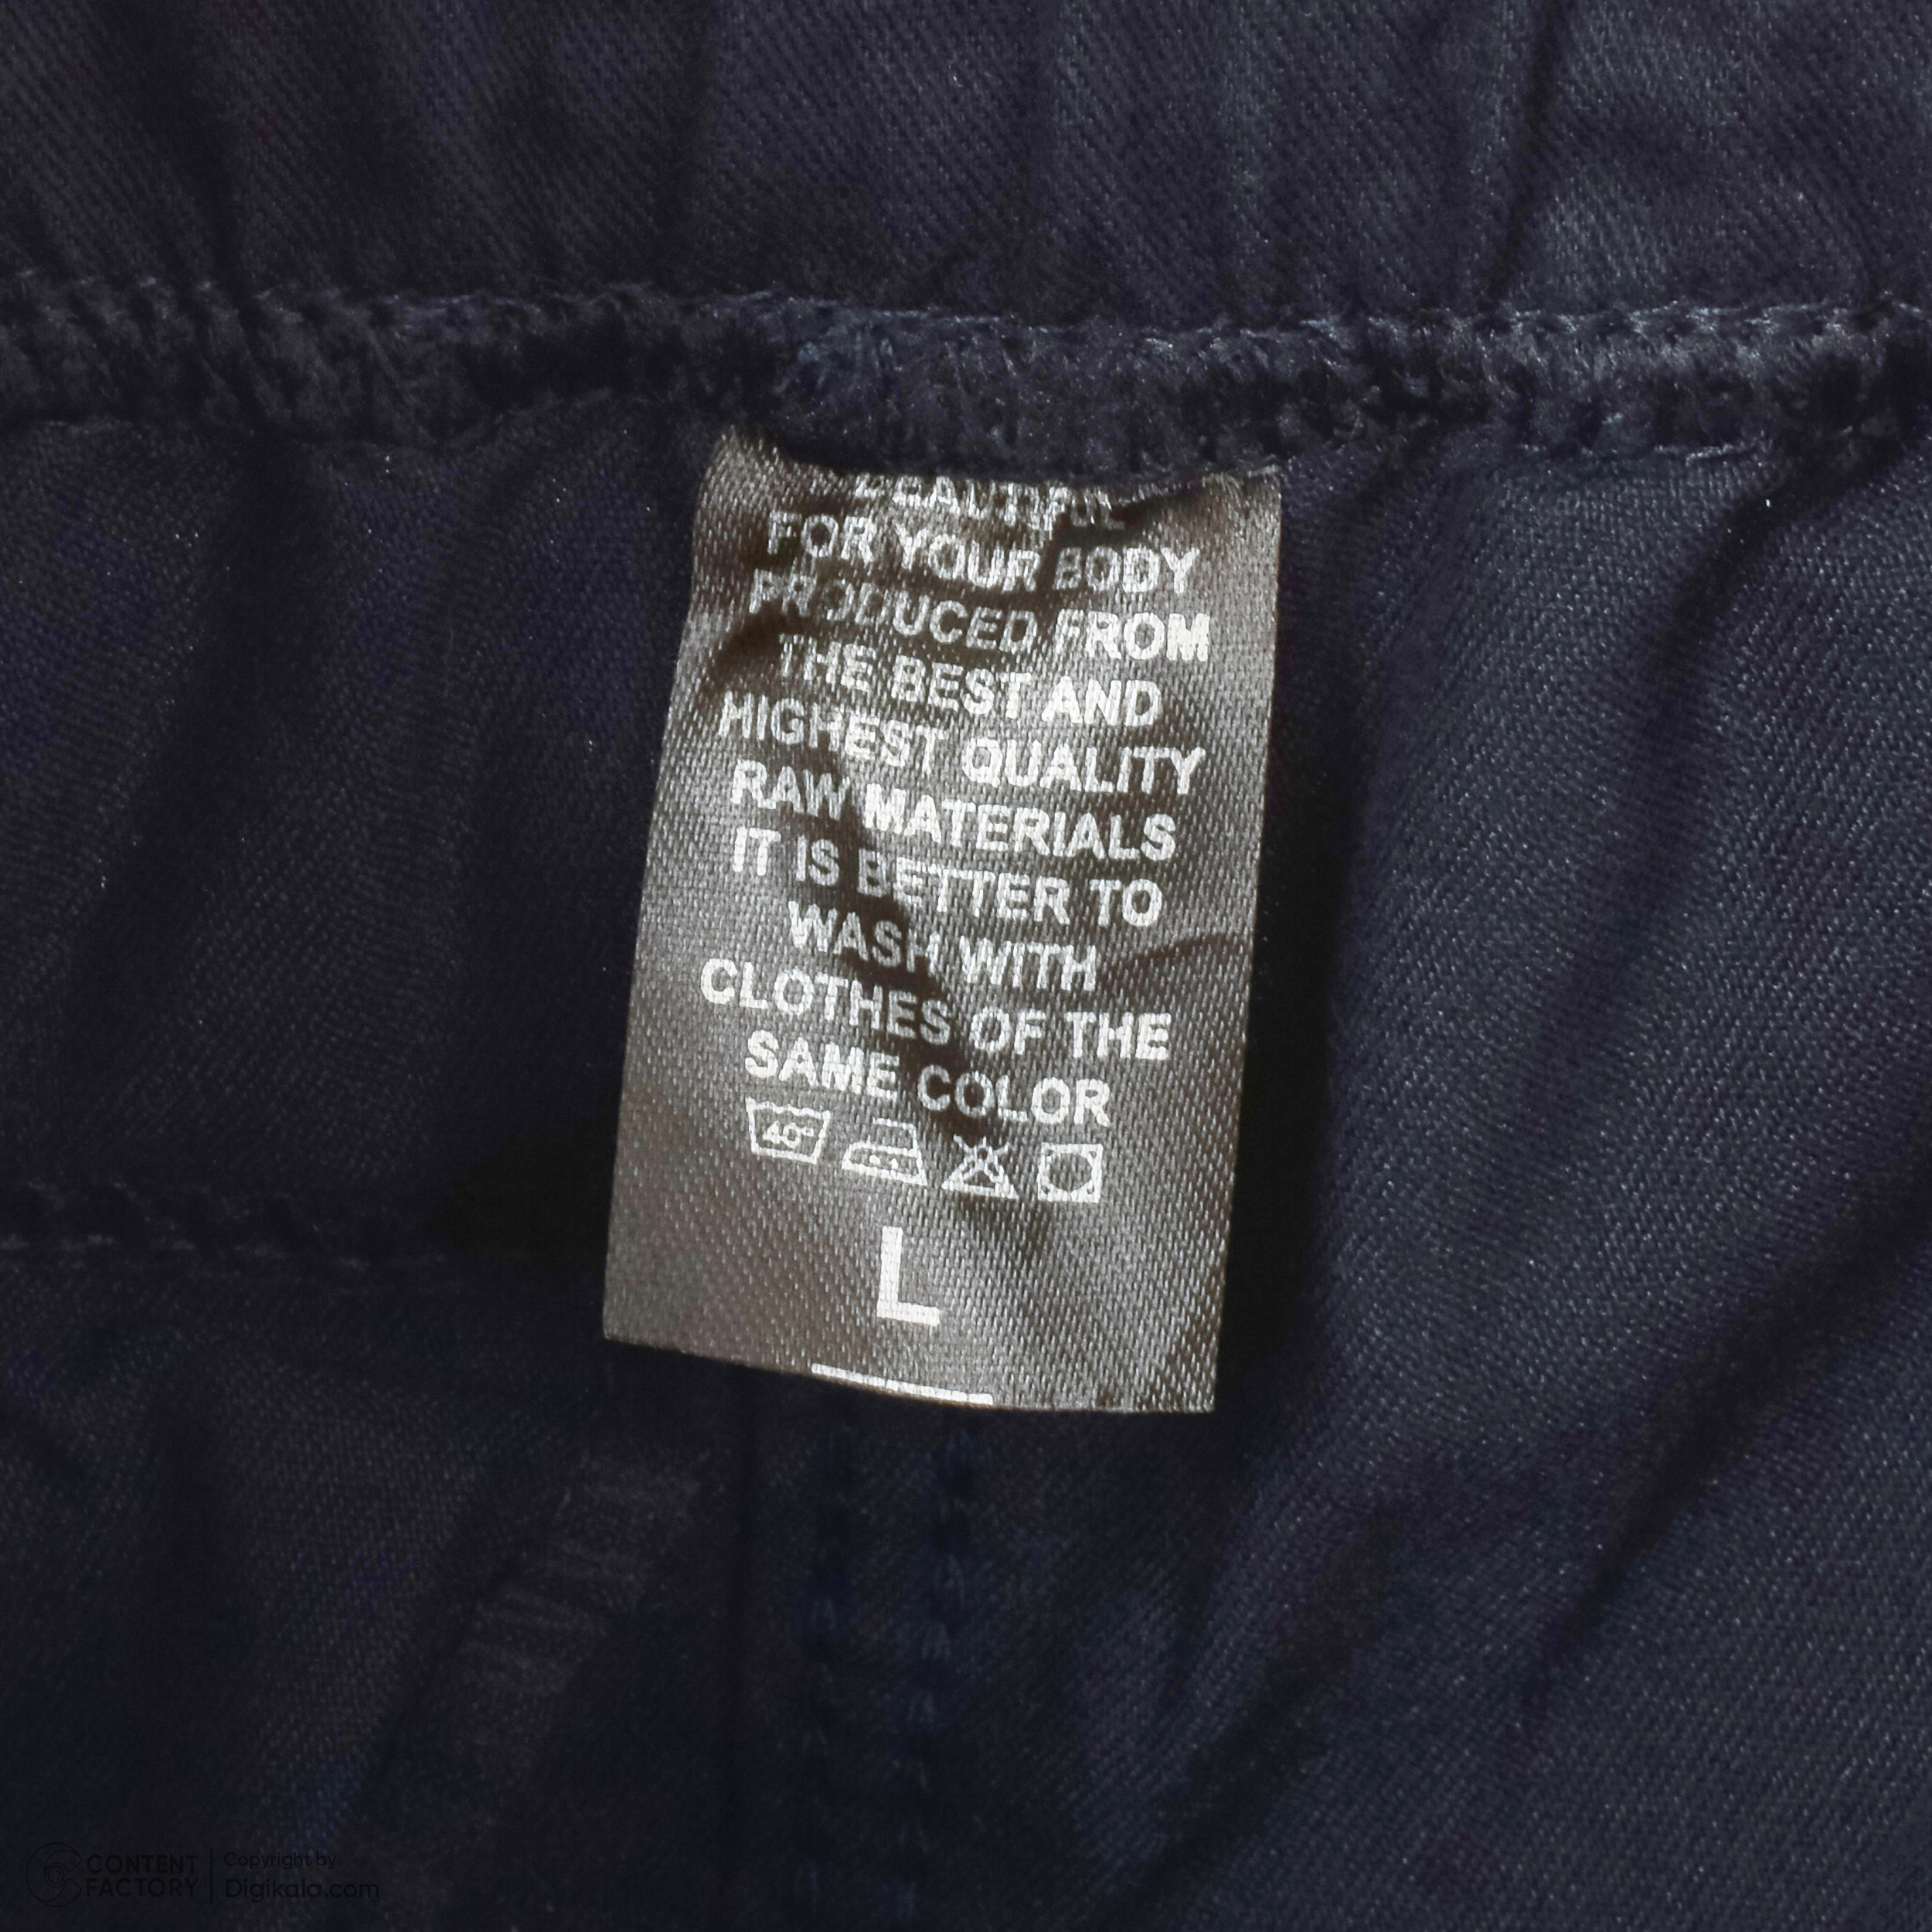 BEAUTIFUL
FOR YOUR BODY
PRODUCED FROM
THE BEST AND
HIGHEST QUALITY
RAW MATERIALS
IT IS BETTER TO
WASH WITH
CLOTHES OF THE
SAME COLOR
40°
L
CONTENT
FACTORY
Copyright by
Digikala.com